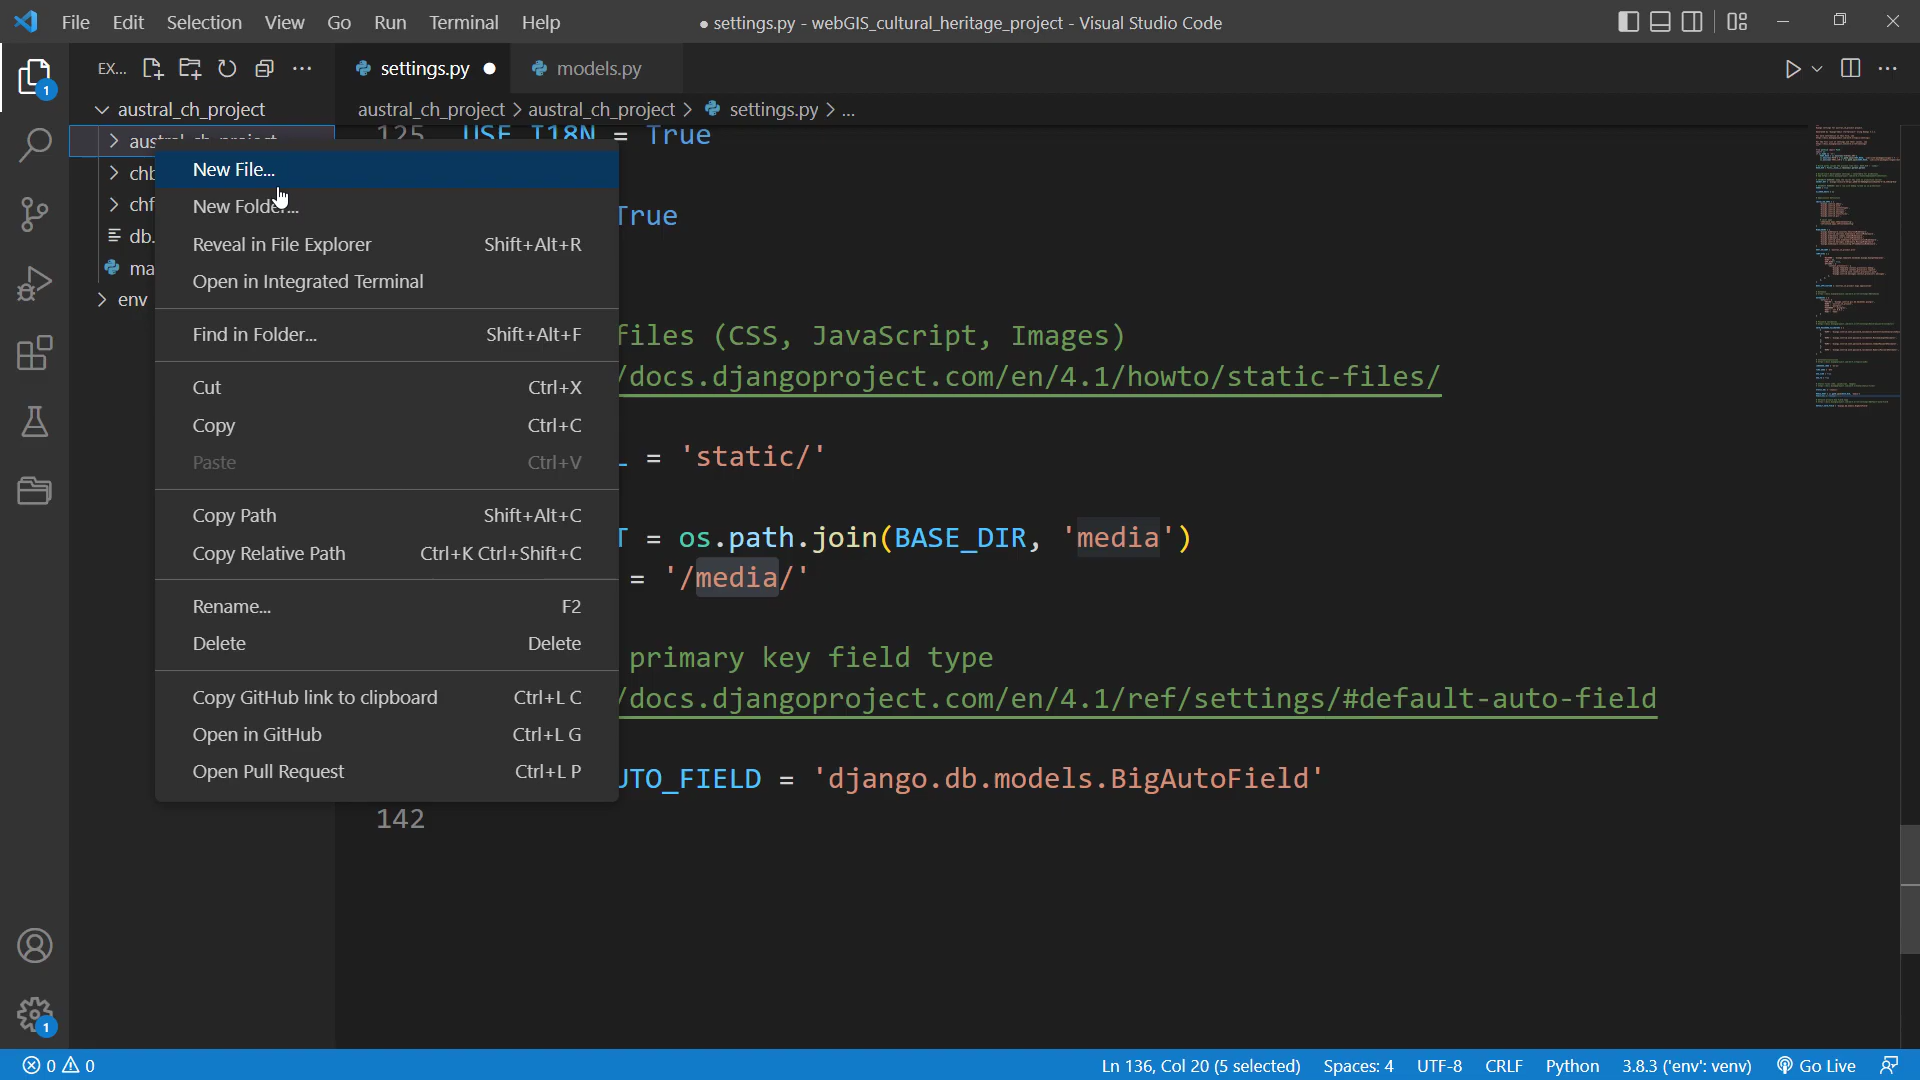 File Edit Selection View Go Run Terminal Help
● settings.py - webGIS_cultural_heritage_project - Visual Studio Code
EX...
settings.py
models.py
austral_ch_project
austral_ch_project > austral_ch_project > settings.py > ...
1
chb
chf
db.
ma
env
New File...
New Folder...
Reveal in File Explorer Shift+Alt+R
Open in Integrated Terminal
Find in Folder... Shift+Alt+F
Cut Ctrl+X
Copy Ctrl+C
Paste Ctrl+V
Copy Path Shift+Alt+C
Copy Relative Path Ctrl+K Ctrl+Shift+C
Rename... F2
Delete Delete
Copy GitHub link to clipboard Ctrl+L C
Open in GitHub Ctrl+L G
Open Pull Request Ctrl+L P
125 USE_I18N = True
True
files (CSS, JavaScript, Images)
/docs.djangoproject.com/en/4.1/howto/static-files/
L = 'static/'
T = os.path.join(BASE_DIR, 'media')
= '/media/'
primary key field type
/docs.djangoproject.com/en/4.1/ref/settings/#default-auto-field
UTO_FIELD = 'django.db.models.BigAutoField'
142
1
0 0
Ln 136, Col 20 (5 selected) Spaces: 4 UTF-8 CRLF Python 3.8.3 ('env': venv) Go Live